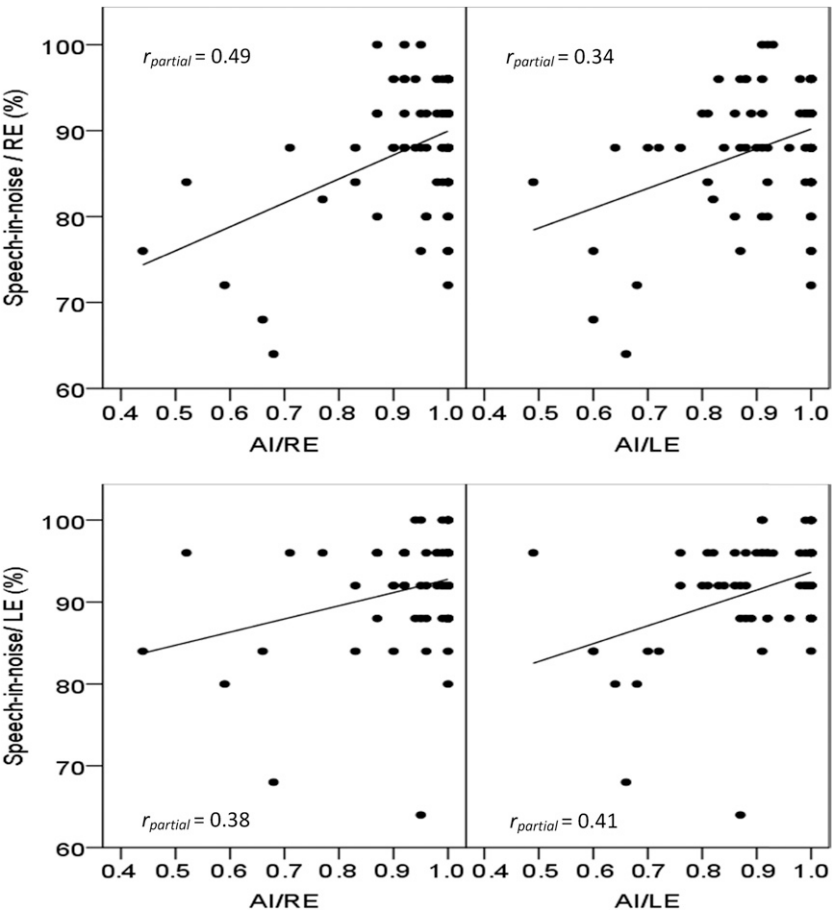 Speech-in-noise / RE (%)
100
90
80
70
60
r partial = 0.49
r partial = 0.34
0.4 0.5 0.6 0.7 0.8 0.9 1.0 0.4 0.5 0.6 0.7 0.8 0.9 1.0
AI/RE AI/LE
Speech-in-noise/ LE (%)
100
90
80
70
60
r partial = 0.38
r partial = 0.41
0.4 0.5 0.6 0.7 0.8 0.9 1.0 0.4 0.5 0.6 0.7 0.8 0.9 1.0
AI/RE AI/LE